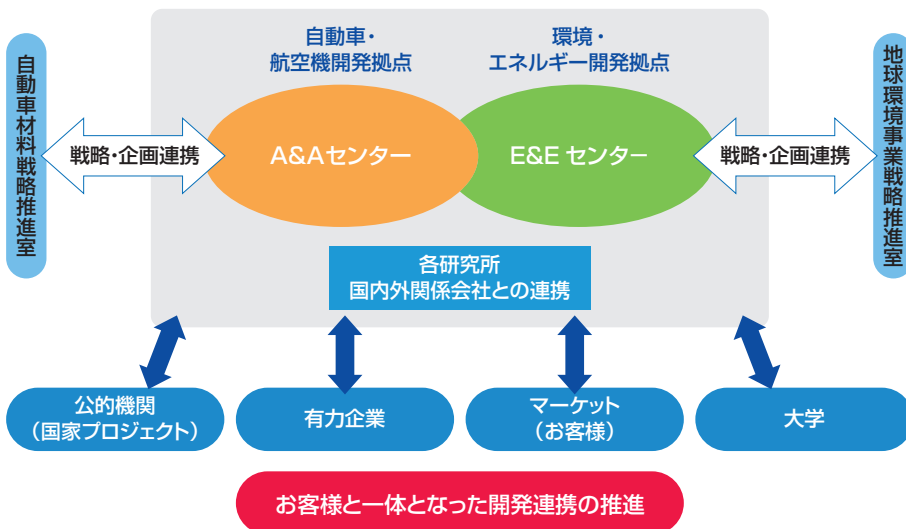 自動車・
航空機開発拠点
環境・
エネルギー開発拠点
自動車材料戦略推進室
戦略・企画連携
A&Aセンター
E&E センター
戦略・企画連携
地球環境事業戦略推進室
各研究所
国内外関係会社との連携
公的機関
（国家プロジェクト）
有力企業
マーケット
（お客様）
大学
お客様と一体となった開発連携の推進